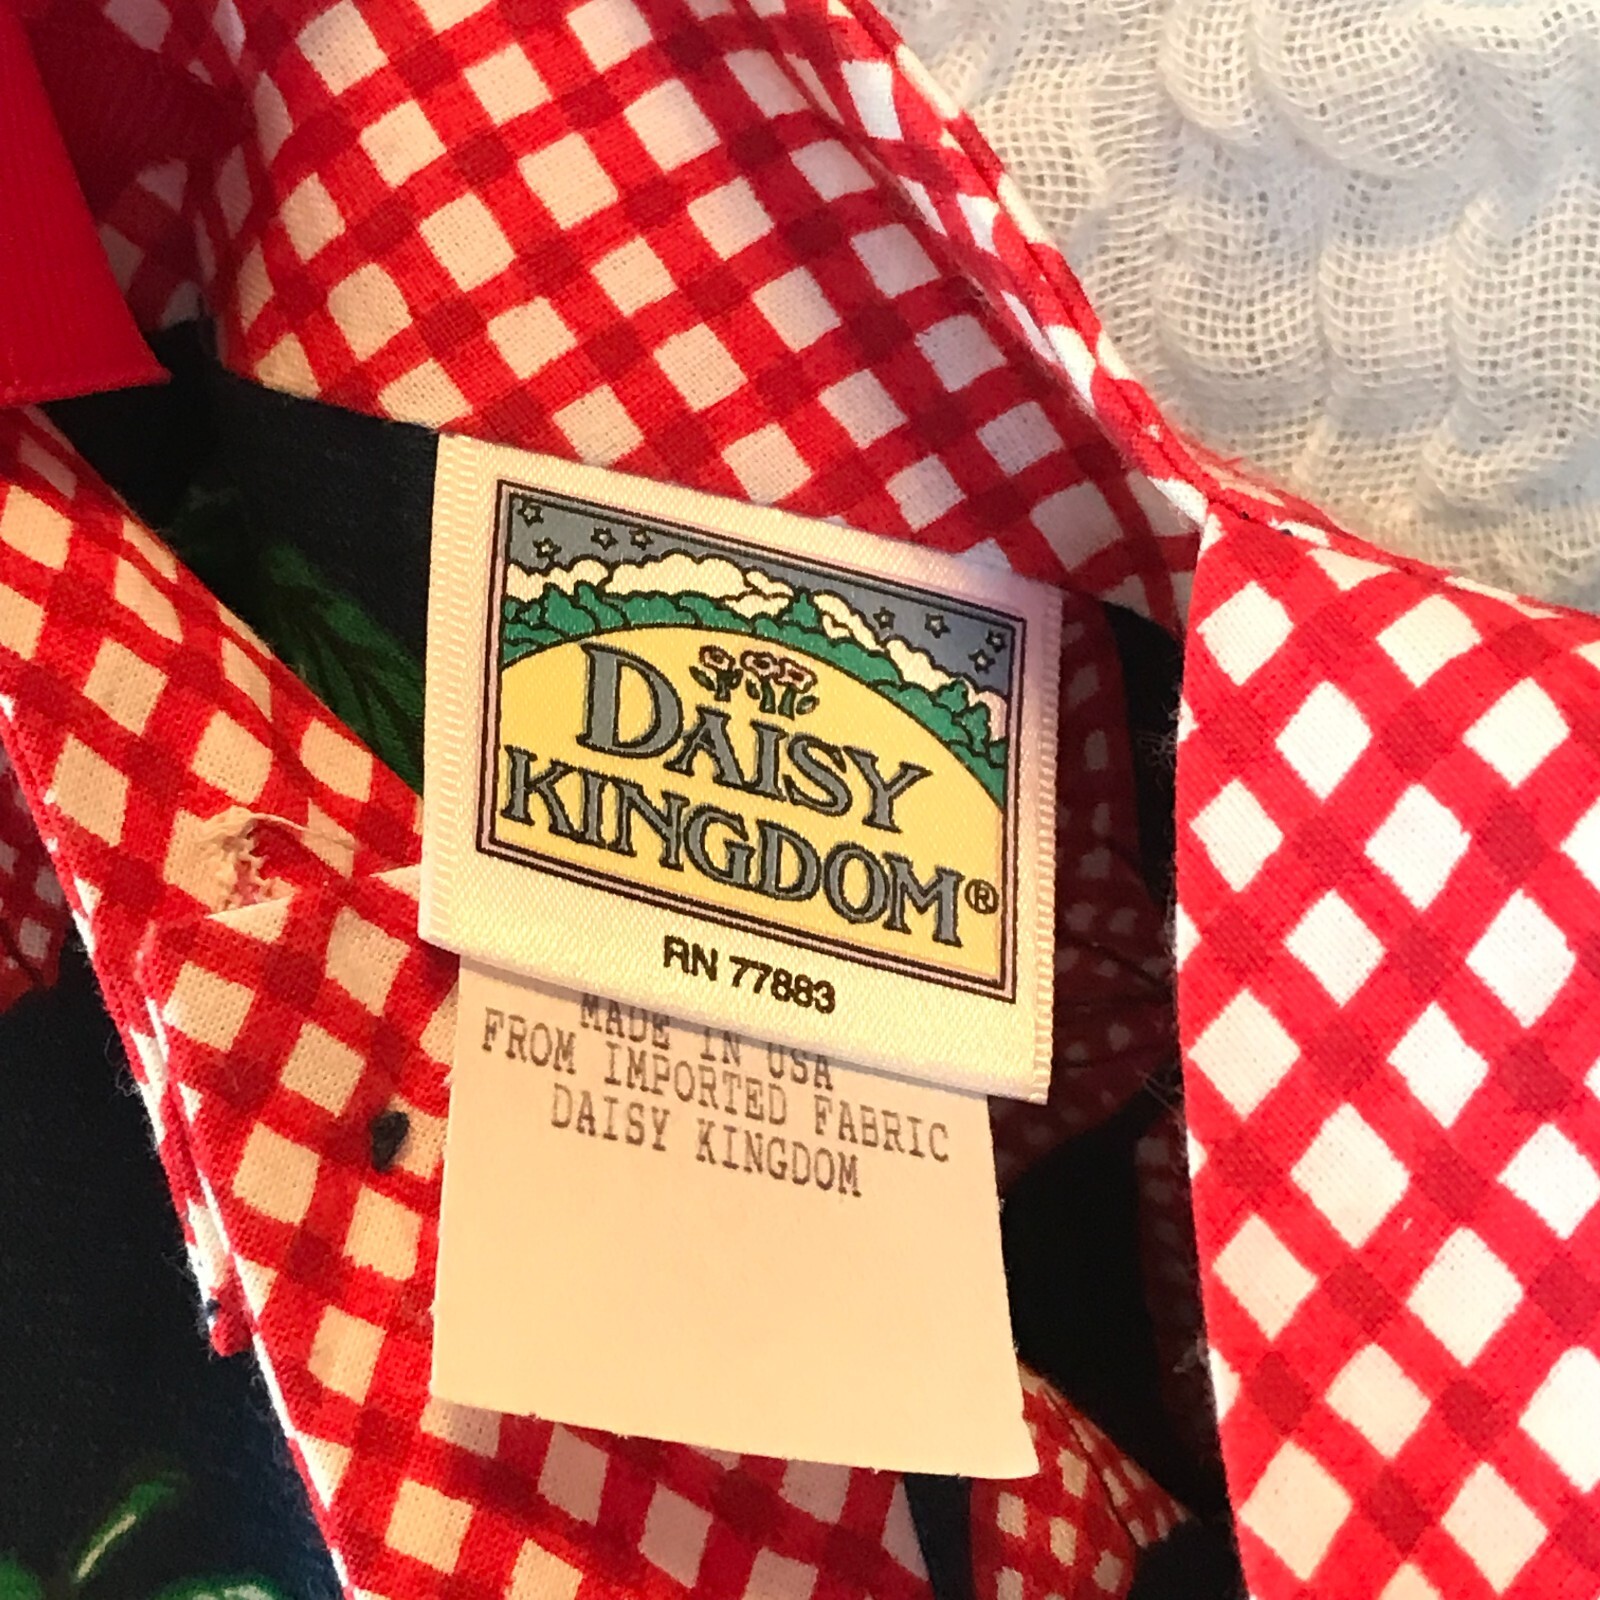 DAISY
KINGDOM®
RN 77883
MADE IN USA
FROM IMPORTED FABRIC
DAISY KINGDOM